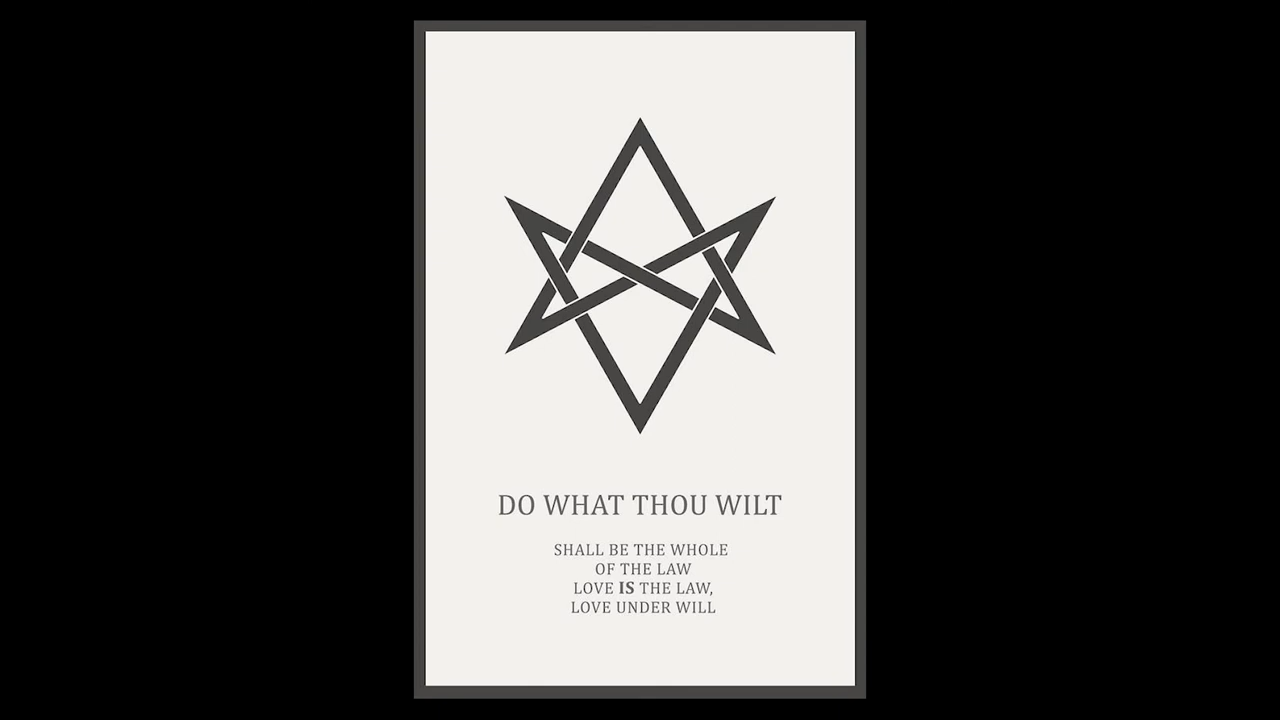 DO WHAT THOU WILT
SHALL BE THE WHOLE
OF THE LAW
LOVE IS THE LAW,
LOVE UNDER WILL